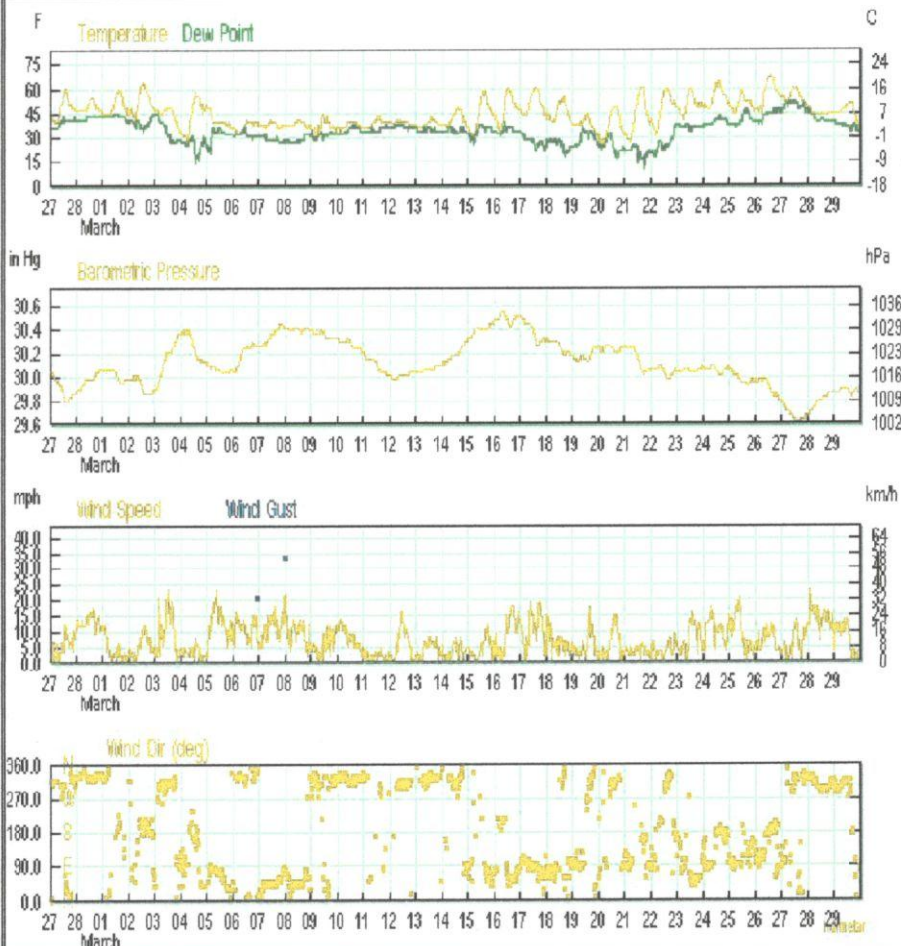 F C
Temperature Dew Point
75 24
60 16
45 7
30 -1
15 -9
0 -18
27 28 01 02 03 04 05 06 07 08 09 10 11 12 13 14 15 16 17 18 19 20 21 22 23 24 25 26 27 28 29
March
in Hg hPa
Barometric Pressure
30.6 1036
30.4 1029
30.2 1023
30.0 1016
29.8 1009
29.6 1002
27 28 01 02 03 04 05 06 07 08 09 10 11 12 13 14 15 16 17 18 19 20 21 22 23 24 25 26 27 28 29
March
mph km/h
Wind Speed Wind Gust
40.0 64
35.0 56
30.0 48
25.0 40
20.0 32
15.0 24
10.0 16
5.0 8
0.0 0
27 28 01 02 03 04 05 06 07 08 09 10 11 12 13 14 15 16 17 18 19 20 21 22 23 24 25 26 27 28 29
March
Wind Dir (deg)
360.0 N
270.0 W
180.0 S
90.0 E
0.0
27 28 01 02 03 04 05 06 07 08 09 10 11 12 13 14 15 16 17 18 19 20 21 22 23 24 25 26 27 28 29
March